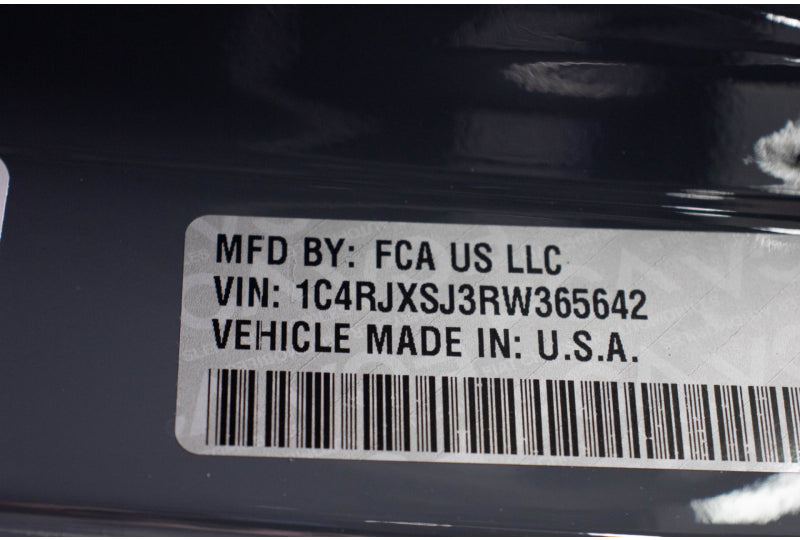 MFD BY: FCA US LLC
VIN: 1C4RJXSJ3RW365642
VEHICLE MADE IN: U.S.A.